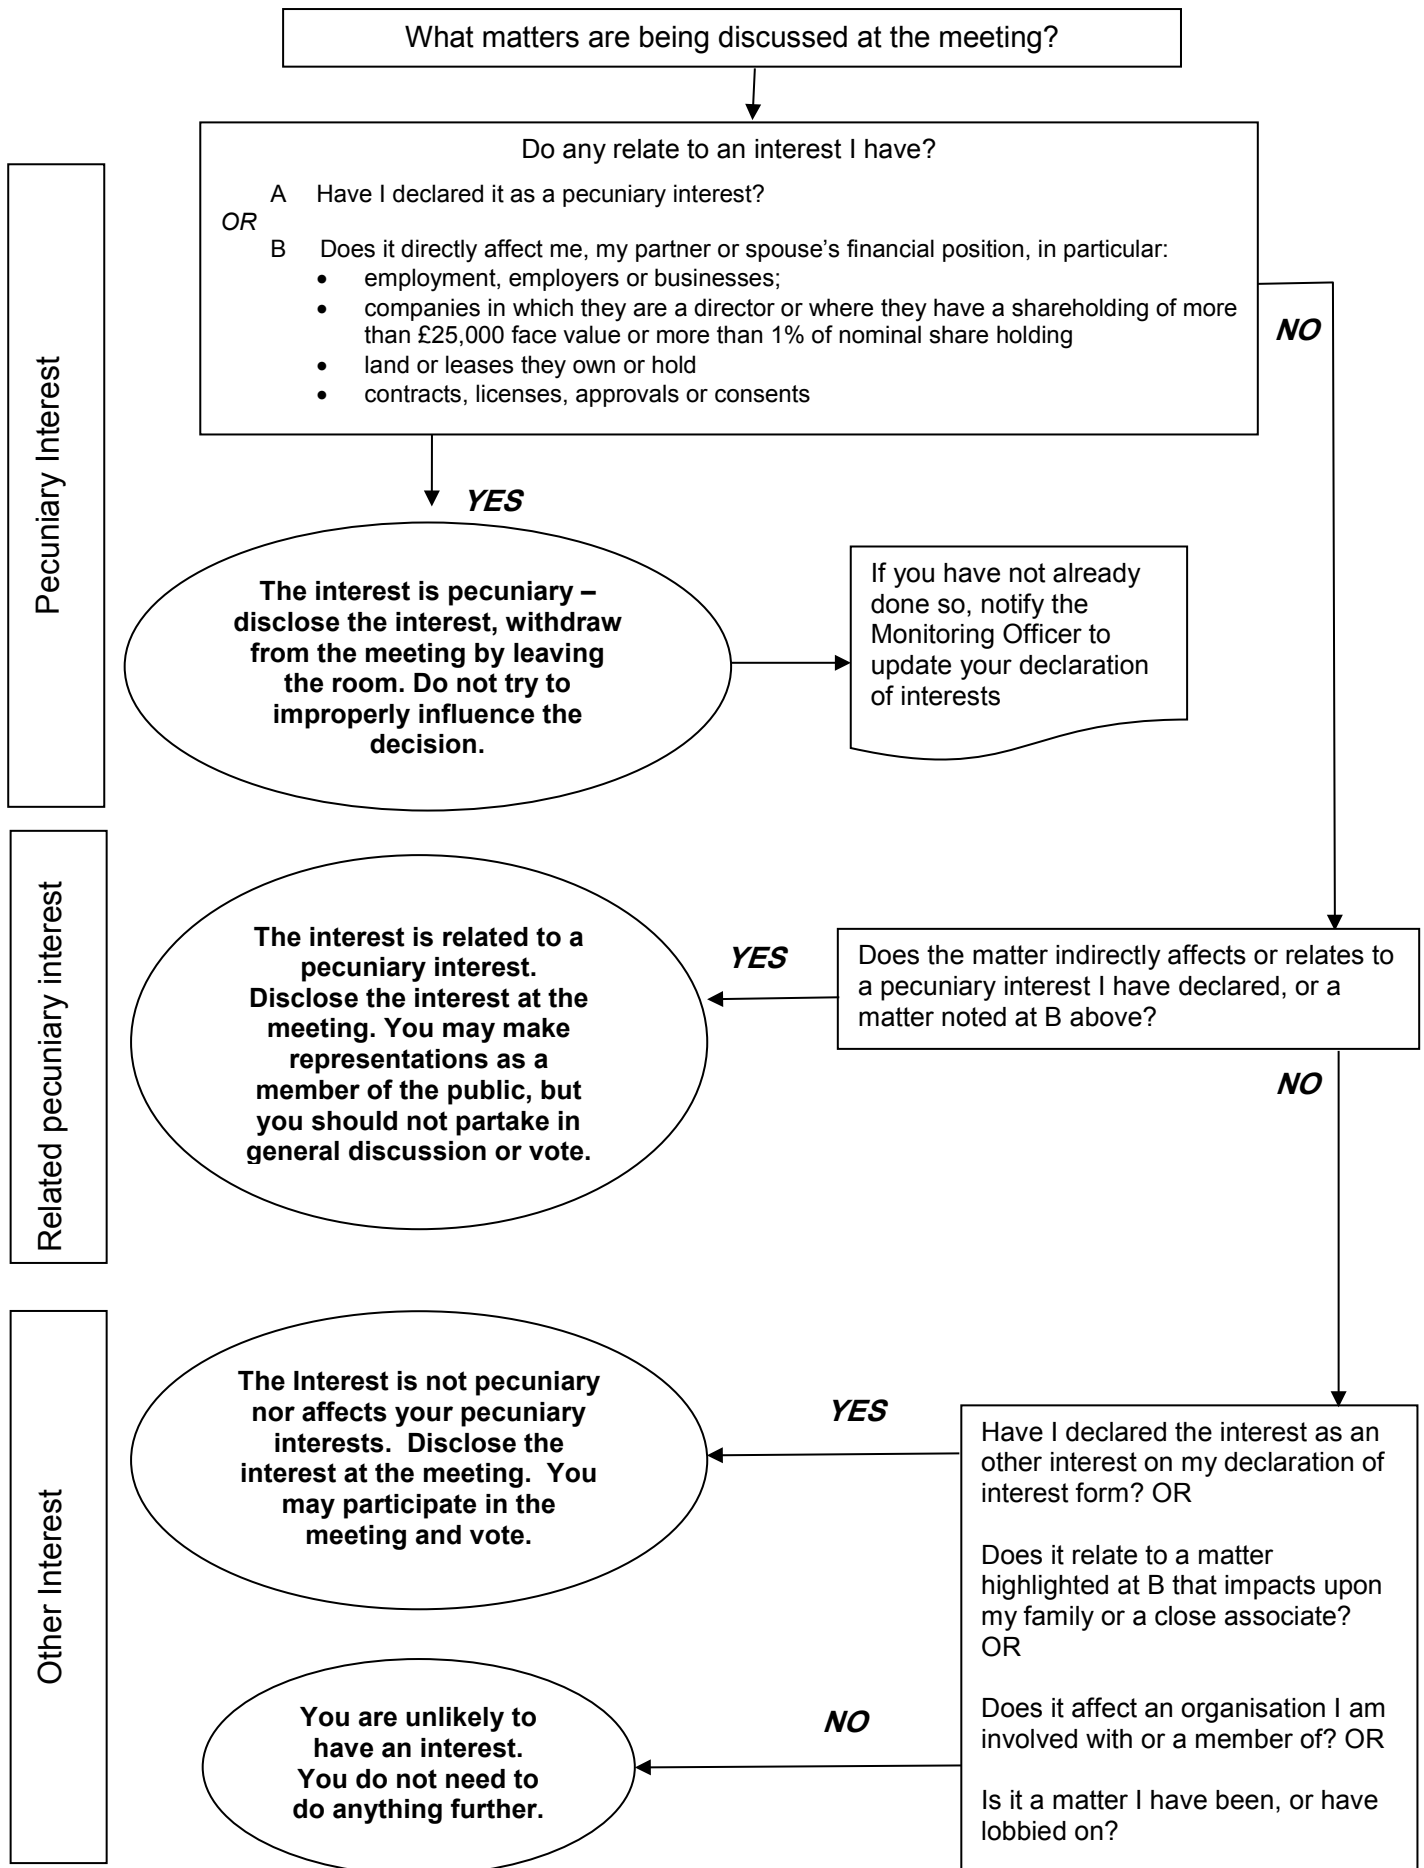 What matters are being discussed at the meeting?
Do any relate to an interest I have?
A Have I declared it as a pecuniary interest?
OR
B Does it directly affect me, my partner or spouse’s financial position, in particular:
• employment, employers or businesses;
• companies in which they are a director or where they have a shareholding of more
than £25,000 face value or more than 1% of nominal share holding
• land or leases they own or hold
• contracts, licenses, approvals or consents
NO
Pecuniary Interest
YES
The interest is pecuniary –
disclose the interest, withdraw
from the meeting by leaving
the room. Do not try to
improperly influence the
decision.
If you have not already
done so, notify the
Monitoring Officer to
update your declaration
of interests
Related pecuniary interest
The interest is related to a
pecuniary interest.
Disclose the interest at the
meeting. You may make
representations as a
member of the public, but
you should not partake in
general discussion or vote.
YES
Does the matter indirectly affects or relates to
a pecuniary interest I have declared, or a
matter noted at B above?
NO
Other Interest
The Interest is not pecuniary
nor affects your pecuniary
interests. Disclose the
interest at the meeting. You
may participate in the
meeting and vote.
YES
Have I declared the interest as an
other interest on my declaration of
interest form? OR
Does it relate to a matter
highlighted at B that impacts upon
my family or a close associate?
OR
Does it affect an organisation I am
involved with or a member of? OR
Is it a matter I have been, or have
lobbied on?
NO
You are unlikely to
have an interest.
You do not need to
do anything further.